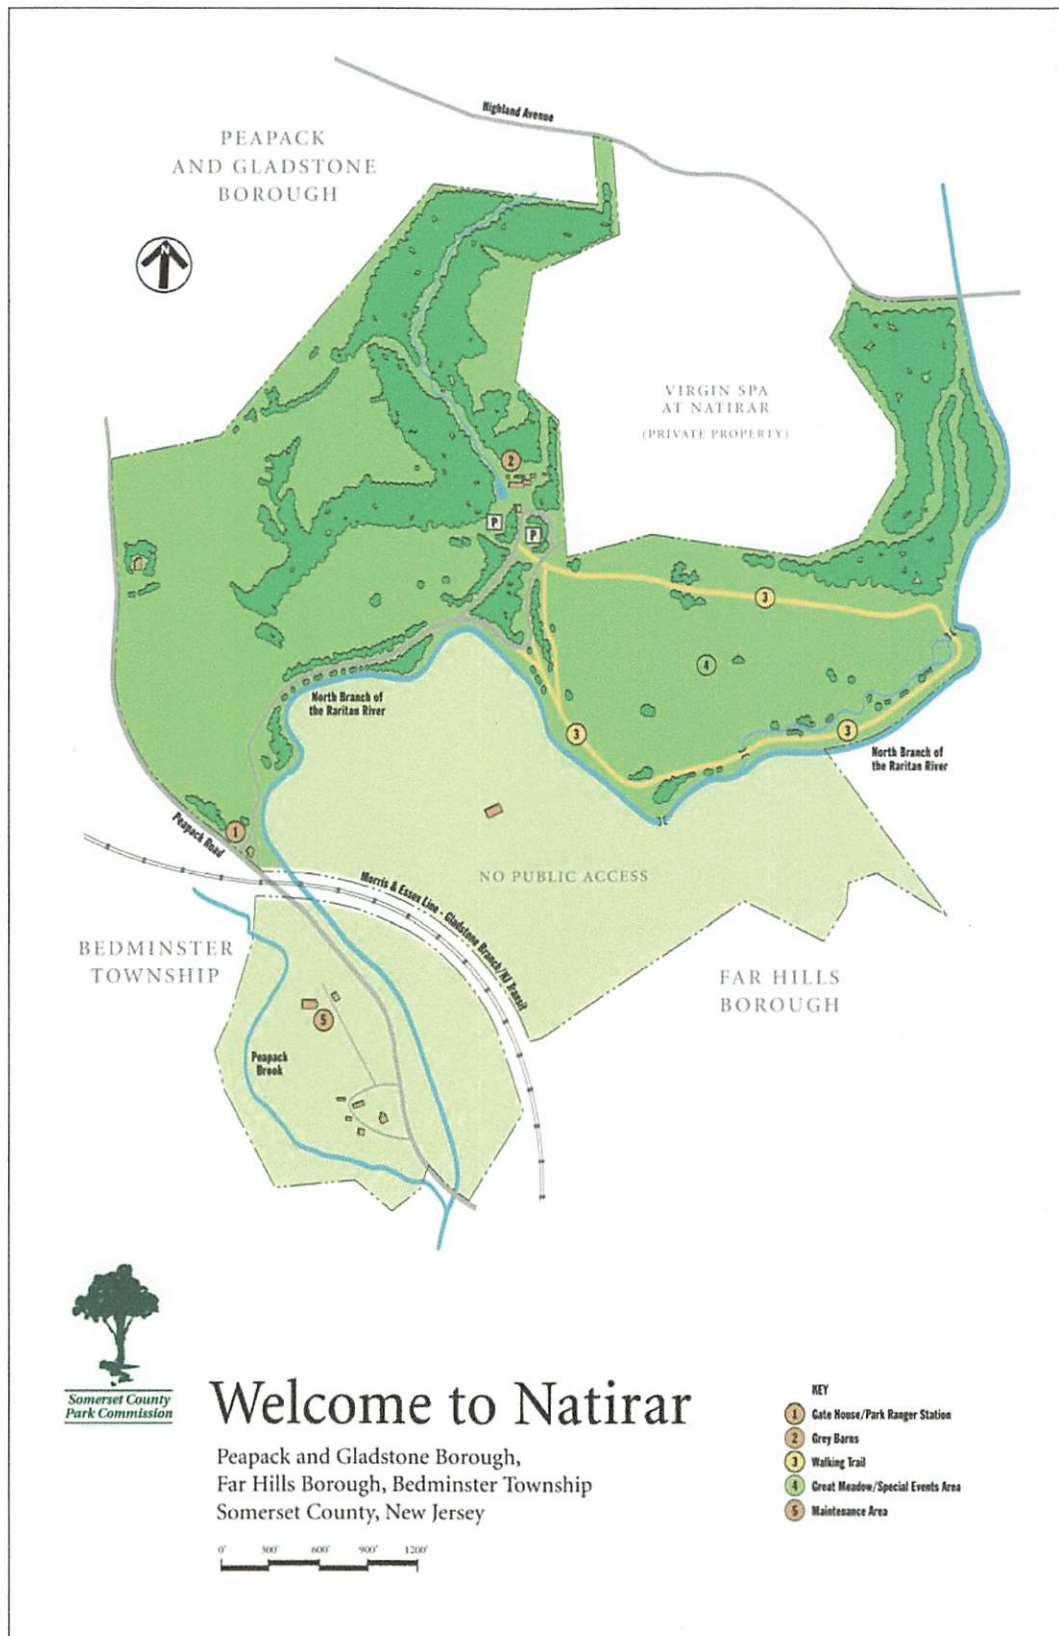 Highland Avenue
PEAPACK
AND GLADSTONE
BOROUGH
N
VIRGIN SPA
AT NATIRAR
(PRIVATE PROPERTY)
2
P
P
3
4
North Branch of
the Raritan River
3
3
North Branch of
the Raritan River
1
Peapack Road
NO PUBLIC ACCESS
Morris & Essex Line - Gladstone Branch/NJ Transit
BEDMINSTER
TOWNSHIP
FAR HILLS
BOROUGH
5
Peapack
Brook
Somerset County
Park Commission
Welcome to Natirar
Peapack and Gladstone Borough,
Far Hills Borough, Bedminster Township
Somerset County, New Jersey
0' 300' 600' 900' 1200'
KEY
1 Gate House/Park Ranger Station
2 Grey Barns
3 Walking Trail
4 Great Meadow/Special Events Area
5 Maintenance Area